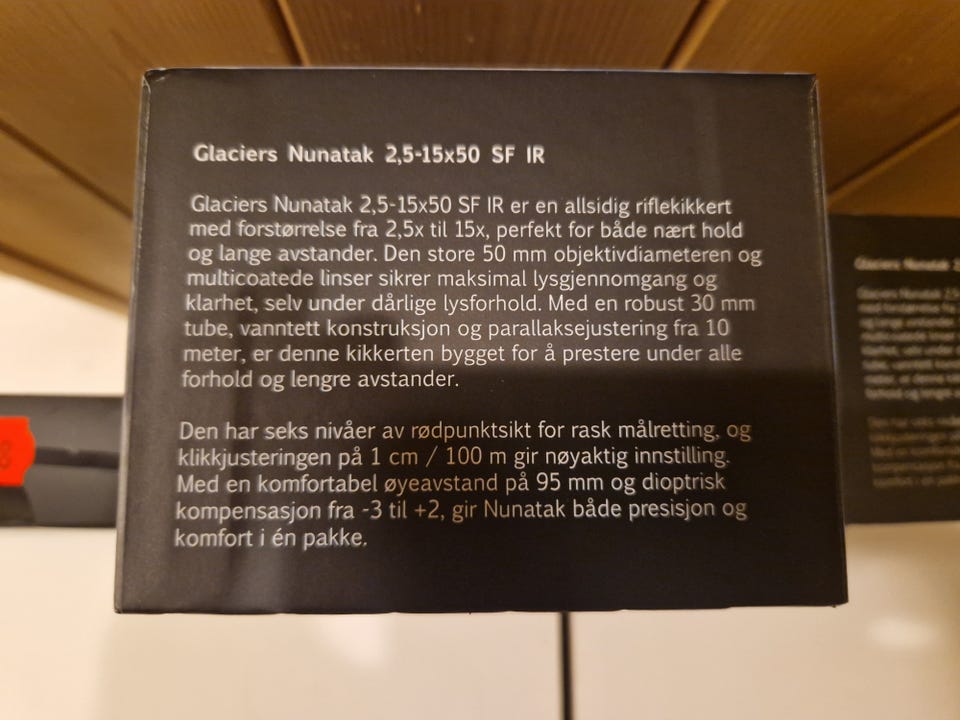 Glaciers Nunatak 2,5-15x50 SF IR
Glaciers Nunatak 2,5-15x50 SF IR er en allsidig riflekikkert
med forstørrelse fra 2,5x til 15x, perfekt for både nært hold
og lange avstander. Den store 50 mm objektivdiameteren og
multicoatede linser sikrer maksimal lysgjennomgang og
klarhet, selv under dårlige lysforhold. Med en robust 30 mm
tube, vanntett konstruksjon og parallaksejustering fra 10
meter, er denne kikkerten bygget for å prestere under alle
forhold og lengre avstander.
Den har seks nivåer av rødpunktsikt for rask målretting, og
klikkjusteringen på 1 cm / 100 m gir nøyaktig innstilling.
Med en komfortabel øyeavstand på 95 mm og dioptrisk
kompensasjon fra -3 til +2, gir Nunatak både presisjon og
komfort i én pakke.